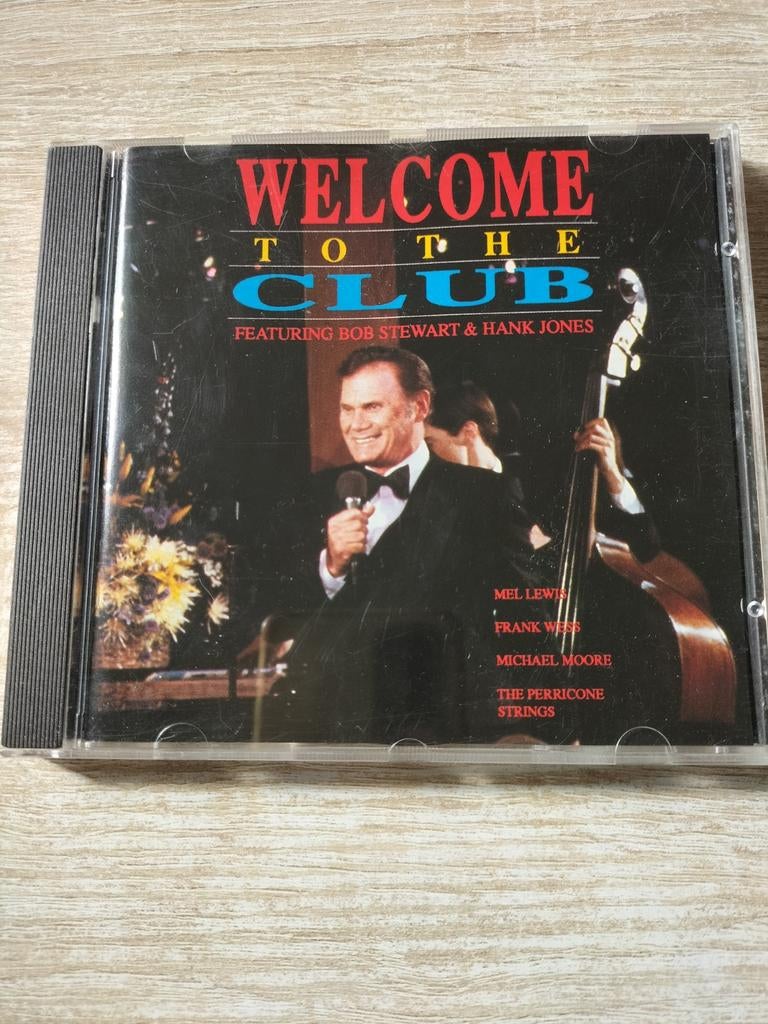 WELCOME
TO THE
CLUB
FEATURING BOB STEWART & HANK JONES
MEL LEWIS
FRANK WESS
MICHAEL MOORE
THE PERRICONE
STRINGS